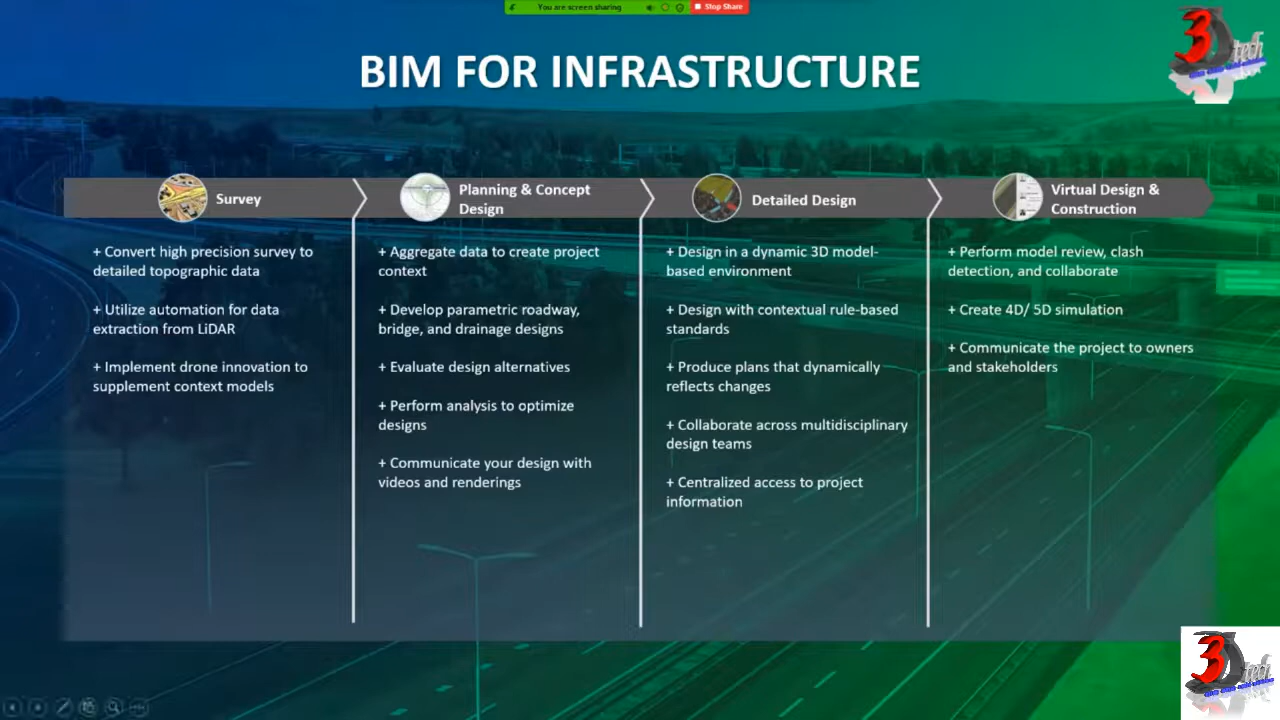 You are screen sharing
Stop Share
BIM FOR INFRASTRUCTURE
3D tech
Survey
Planning & Concept
Design
Detailed Design
Virtual Design &
Construction
+ Convert high precision survey to
detailed topographic data
+ Utilize automation for data
extraction from LiDAR
+ Implement drone innovation to
supplement context models
+ Aggregate data to create project
context
+ Develop parametric roadway,
bridge, and drainage designs
+ Evaluate design alternatives
+ Perform analysis to optimize
designs
+ Communicate your design with
videos and renderings
+ Design in a dynamic 3D model-
based environment
+ Design with contextual rule-based
standards
+ Produce plans that dynamically
reflects changes
+ Collaborate across multidisciplinary
design teams
+ Centralized access to project
information
+ Perform model review, clash
detection, and collaborate
+ Create 4D/ 5D simulation
+ Communicate the project to owners
and stakeholders
3D tech